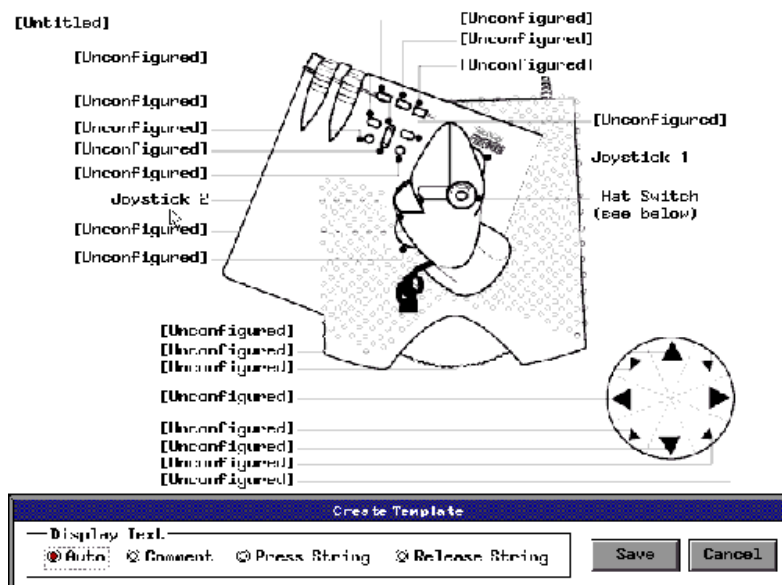 [Untitled]
[Unconfigured]
[Unconfigured]
[Unconfigured]
[Unconfigured]
[Unconfigured]
[Unconfigured]
[Unconfigured]
[Unconfigured]
[Unconfigured]
Joystick 1
[Unconfigured]
Joystick 2
Hat Switch
(see below)
[Unconfigured]
[Unconfigured]
[Unconfigured]
[Unconfigured]
[Unconfigured]
[Unconfigured]
[Unconfigured]
[Unconfigured]
[Unconfigured]
[Unconfigured]
Create Template
Display Text
Auto Comment Press String Release String
Save Cancel